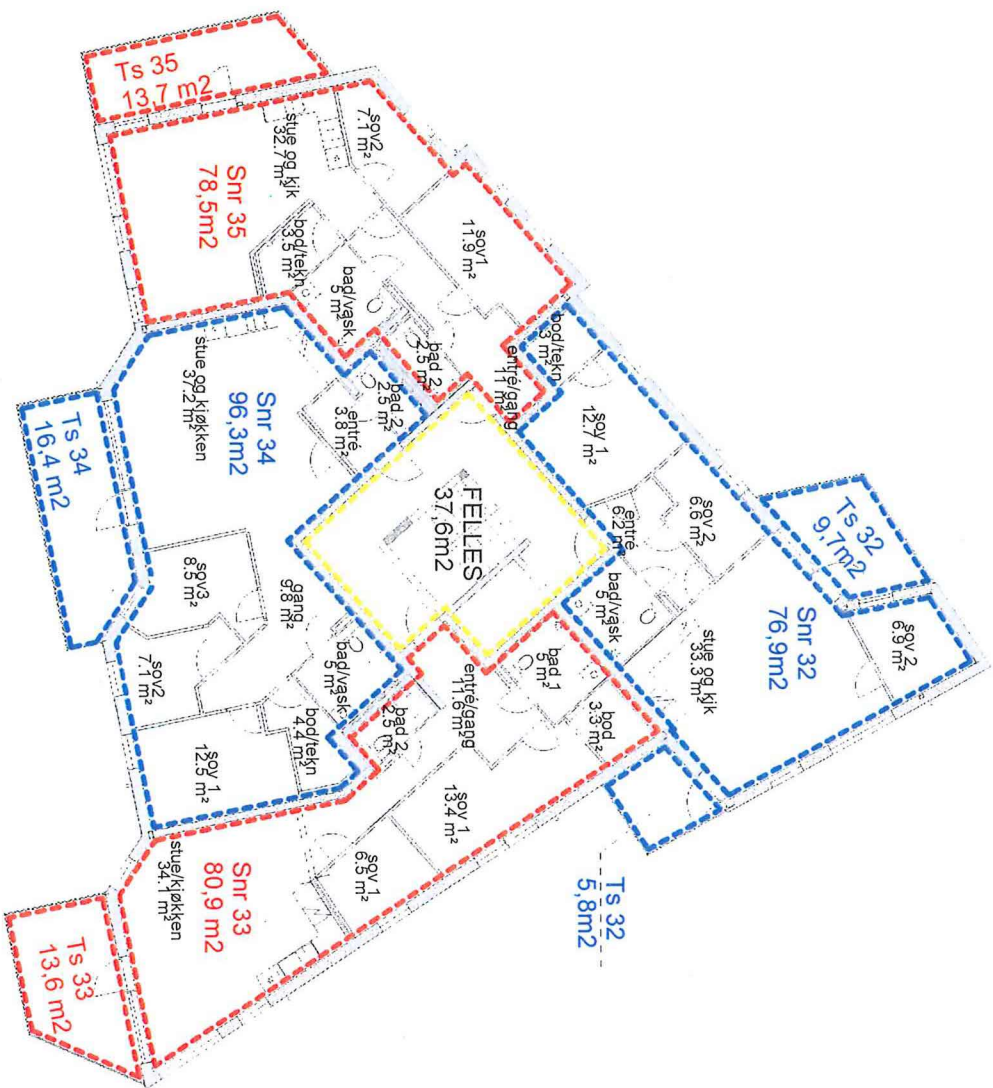 Ts 35
13,7 m2
sov2
7.1 m²
stue og kjk
32.7 m²
Snr 35
78,5m2
sov1
11.9 m²
bod/tekn
3.5 m²
bad/vask
5 m²
bad 2
2.5 m²
entré/gang
11 m²
bod/tekn
3 m²
sov 1
12.7 m²
sov 2
6.6 m²
entré
6.2 m²
bad/vask
5 m²
Ts 32
9,7m2
Snr 32
76,9m2
sov 2
6.9 m²
stue og kjk
33.3 m²
Ts 32
5,8m2
bad 2
2.5 m²
entré
3.8 m²
Snr 34
96,3m2
stue og kjøkken
37.2 m²
Ts 34
16,4 m2
FELLES
37,6m2
sov3
8.5 m²
gang
9.8 m²
sov2
7.1 m²
bad/vask
5 m²
bod/tekn
4.4 m²
sov 1
12.5 m²
bad 1
5 m²
bod
3.3 m²
entré/gang
11.6 m²
bad 2
2.5 m²
sov 1
13.4 m²
sov 1
6.5 m²
Snr 33
80,9 m2
stue/kjøkken
34.1 m²
Ts 33
13,6 m2